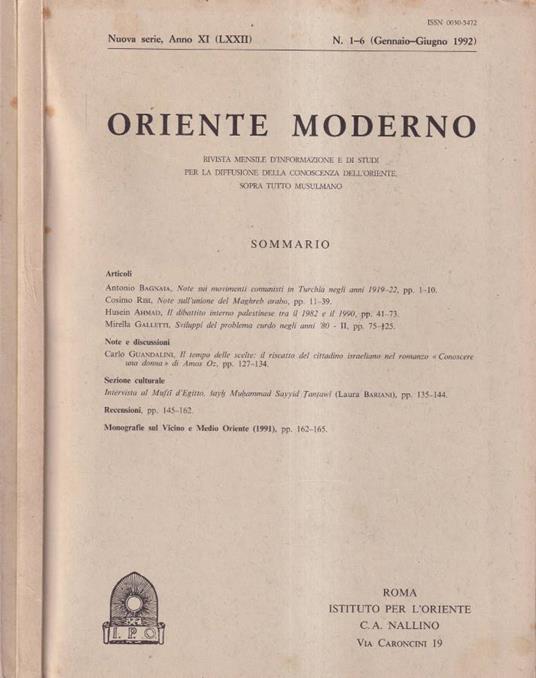 ISSN 0030-5472
Nuova serie, Anno XI (LXXII) N. 1-6 (Gennaio-Giugno 1992)
ORIENTE MODERNO
RIVISTA MENSILE D'INFORMAZIONE E DI STUDI
PER LA DIFFUSIONE DELLA CONOSCENZA DELL'ORIENTE,
SOPRA TUTTO MUSULMANO
SOMMARIO
Articoli
Antonio BAGNAIA, Note sui movimenti comunisti in Turchia negli anni 1919-22, pp. 1-10.
Cosimo RISI, Note sull'unione del Maghreb arabo, pp. 11-39.
Husein AHMAD, Il dibattito interno palestinese tra il 1982 e il 1990, pp. 41-73.
Mirella GALLETTI, Sviluppi del problema curdo negli anni '80 - II, pp. 75-125.
Note e discussioni
Carlo GUANDALINI, Il tempo delle scelte: il riscatto del cittadino israeliano nel romanzo «Conoscere
una donna» di Amos Oz, pp. 127-134.
Sezione culturale
Intervista al Muftī d'Egitto, šayḫ Muḥammad Sayyid Ṭanṭawī (Laura BARIANI), pp. 135-144.
Recensioni, pp. 145-162.
Monografie sul Vicino e Medio Oriente (1991), pp. 162-165.
I. P. O.
ROMA
ISTITUTO PER L'ORIENTE
C. A. NALLINO
VIA CARONCINI 19